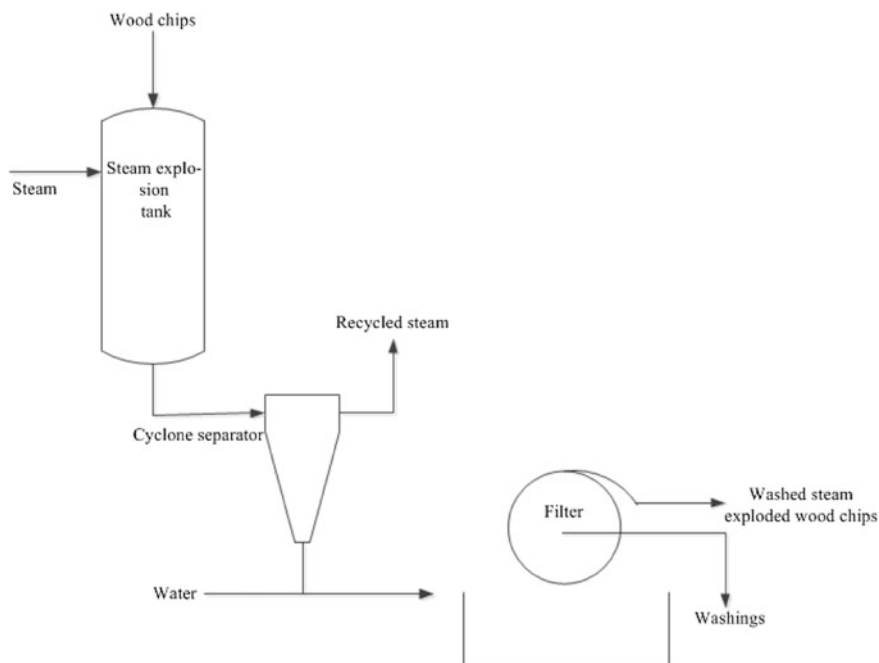 Wood chips
Steam explo-
sion
tank
Steam
Recycled steam
Cyclone separator
Filter
Washed steam
exploded wood chips
Water
Washings